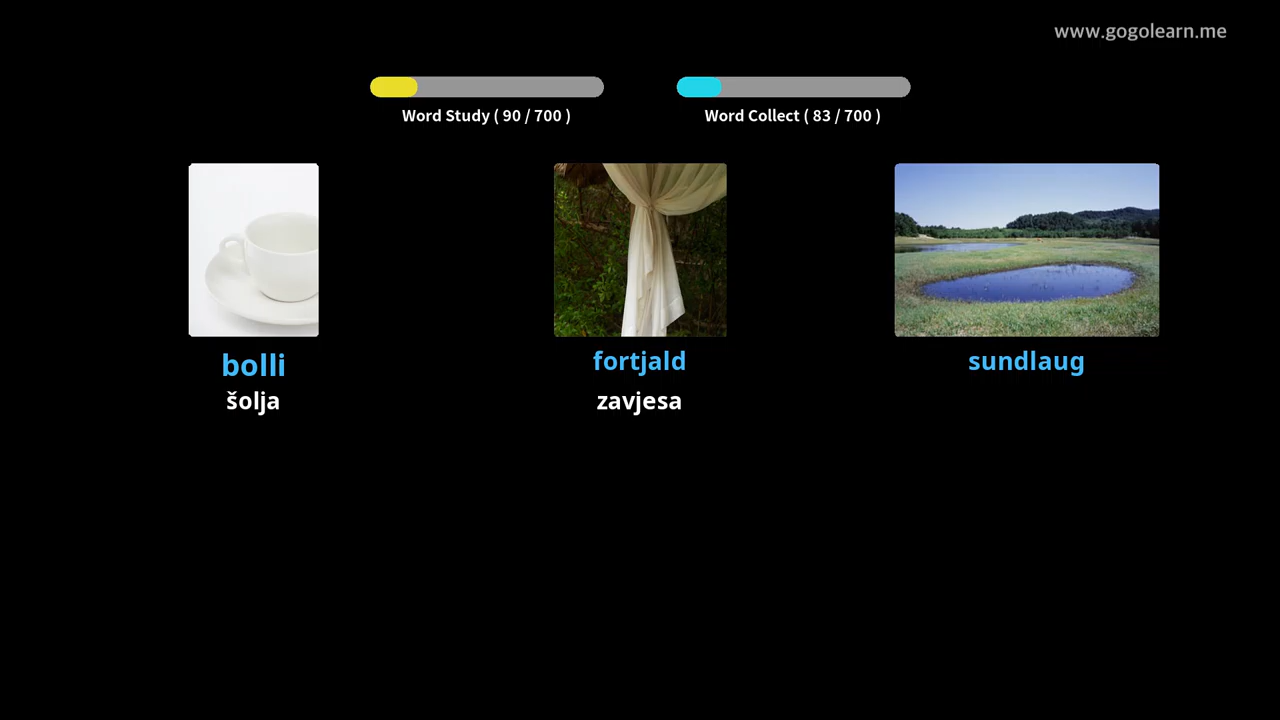 www.gogolearn.me
Word Study ( 90 / 700 )
Word Collect ( 83 / 700 )
bolli
fortjald
sundlaug
šolja
zavjesa